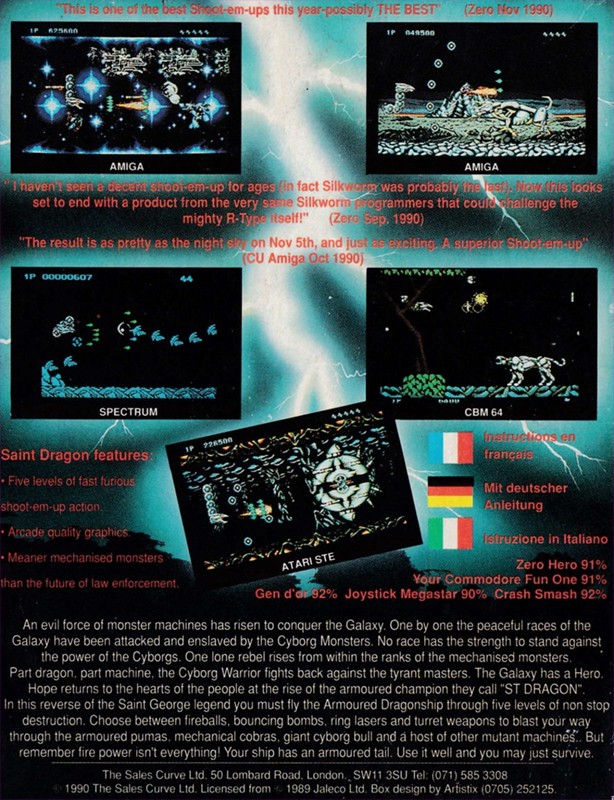 "This is one of the best Shoot-em-ups this year-possibly THE BEST" (Zero Nov 1990)
1P 625600
1P 049500
AMIGA
AMIGA
"I haven't seen a decent shoot-em-up for ages (in fact Silkworm was probably the last). Now this looks
set to end with a product from the very same Silkworm programmers that could challenge the
mighty R-Type itself!" (Zero Sep. 1990)
"The result is as pretty as the night sky on Nov 5th, and just as exciting. A superior Shoot-em-up"
(CU Amiga Oct 1990)
1P 00000607
SPECTRUM
CBM 64
1P 226500
ATARI STE
Saint Dragon features:
• Five levels of fast furious
shoot-em-up action.
• Arcade quality graphics.
• Meaner mechanised monsters
than the future of law enforcement.
Instructions en
français
Mit deutscher
Anleitung
Istruzione in Italiano
Zero Hero 91%
Your Commodore Fun One 91%
Gen d'or 92% Joystick Megastar 90% Crash Smash 92%
An evil force of monster machines has risen to conquer the Galaxy. One by one the peaceful races of the
Galaxy have been attacked and enslaved by the Cyborg Monsters. No race has the strength to stand against
the power of the Cyborgs. One lone rebel rises from within the ranks of the mechanised monsters.
Part dragon, part machine, the Cyborg Warrior fights back against the tyrant masters. The Galaxy has a Hero.
Hope returns to the hearts of the people at the rise of the armoured champion they call "ST DRAGON".
In this reverse of the Saint George legend you must fly the Armoured Dragonship through five levels of non stop
destruction. Choose between fireballs, bouncing bombs, ring lasers and turret weapons to blast your way
through the armoured pumas, mechanical cobras, giant cyborg bull and a host of other mutant machines.. But
remember fire power isn't everything! Your ship has an armoured tail. Use it well and you may just survive.
The Sales Curve Ltd. 50 Lombard Road, London. SW11 3SU Tel: (071) 585 3308
© 1990 The Sales Curve Ltd. Licensed from © 1989 Jaleco Ltd. Box design by Artistix (0705) 252125.